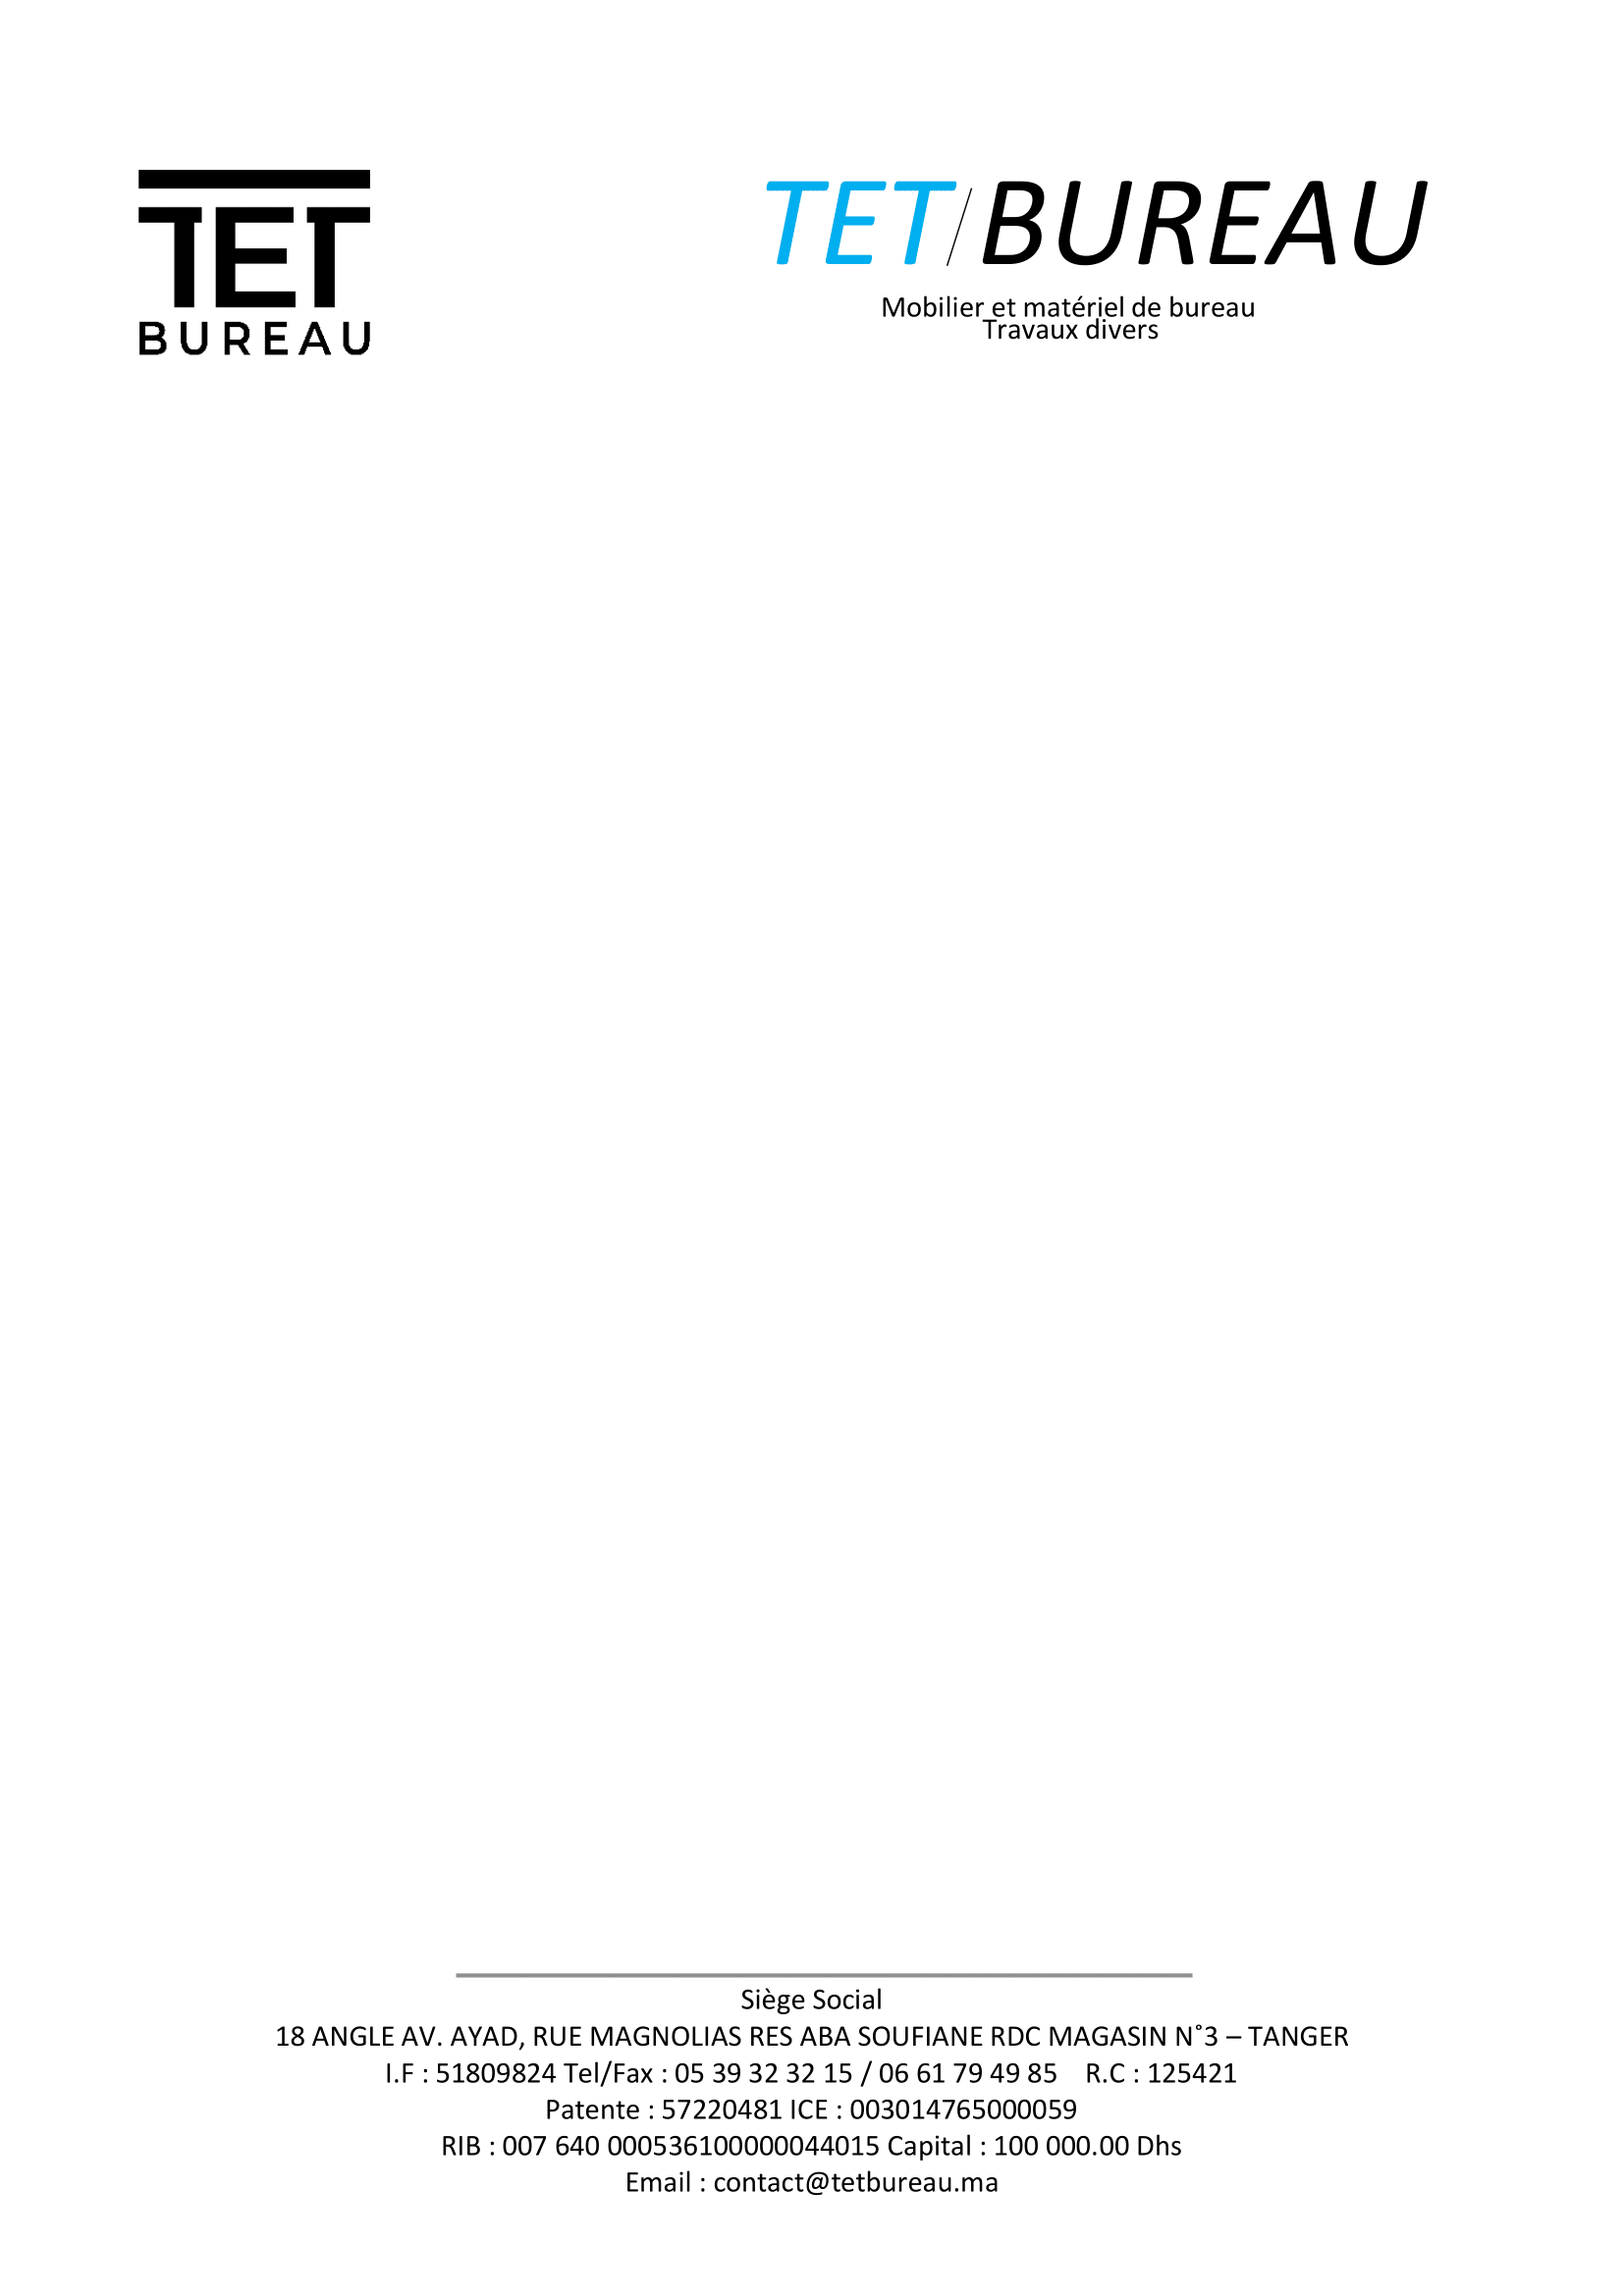 TET
BUREAU
TET/BUREAU
Mobilier et matériel de bureau
Travaux divers
Siège Social
18 ANGLE AV. AYAD, RUE MAGNOLIAS RES ABA SOUFIANE RDC MAGASIN N°3 – TANGER
I.F : 51809824 Tel/Fax : 05 39 32 32 15 / 06 61 79 49 85 R.C : 125421
Patente : 57220481 ICE : 003014765000059
RIB : 007 640 000536100000044015 Capital : 100 000.00 Dhs
Email : contact@tetbureau.ma